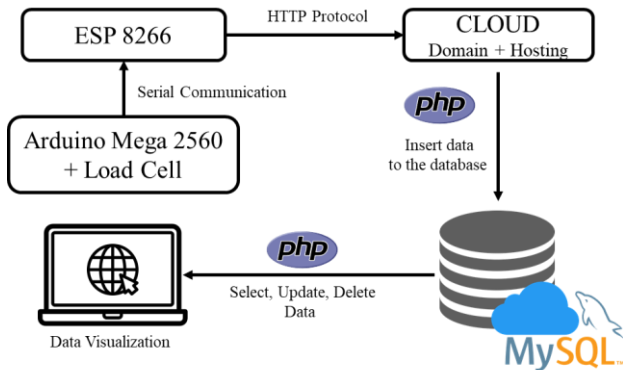 ESP 8266
HTTP Protocol
CLOUD
Domain + Hosting
Serial Communication
php
Arduino Mega 2560
+ Load Cell
Insert data
to the database
php
Select, Update, Delete
Data
Data Visualization
MySQL™